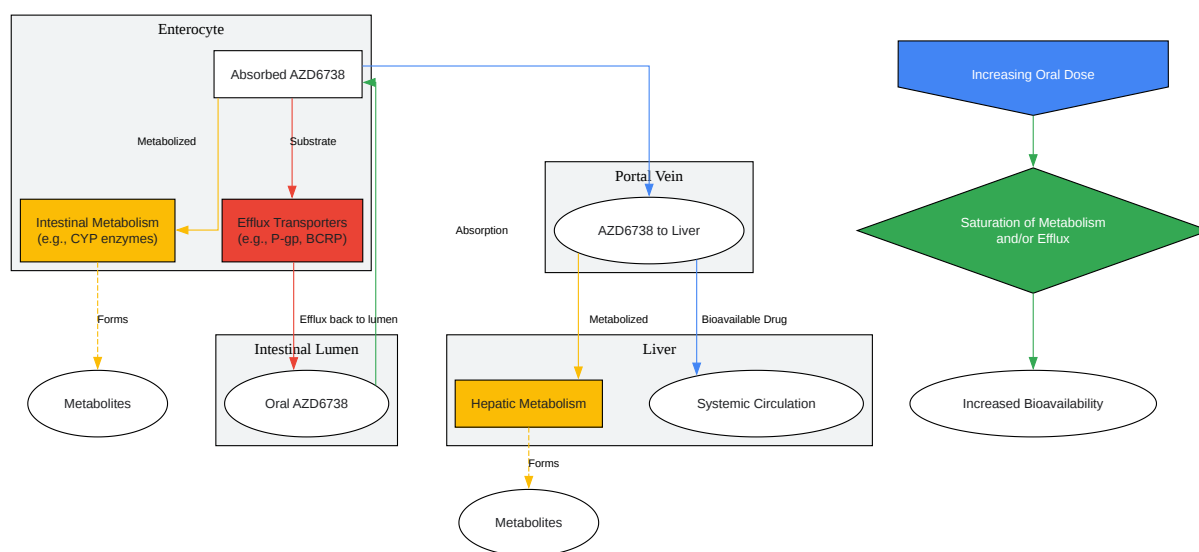 Enterocyte
Absorbed AZD6738
Metabolized
Substrate
Intestinal Metabolism
(e.g., CYP enzymes)
Efflux Transporters
(e.g., P-gp, BCRP)
Forms
Efflux back to lumen
Metabolites
Intestinal Lumen
Oral AZD6738
Absorption
Portal Vein
AZD6738 to Liver
Metabolized
Bioavailable Drug
Liver
Hepatic Metabolism
Systemic Circulation
Forms
Metabolites
Increasing Oral Dose
Saturation of Metabolism
and/or Efflux
Increased Bioavailability